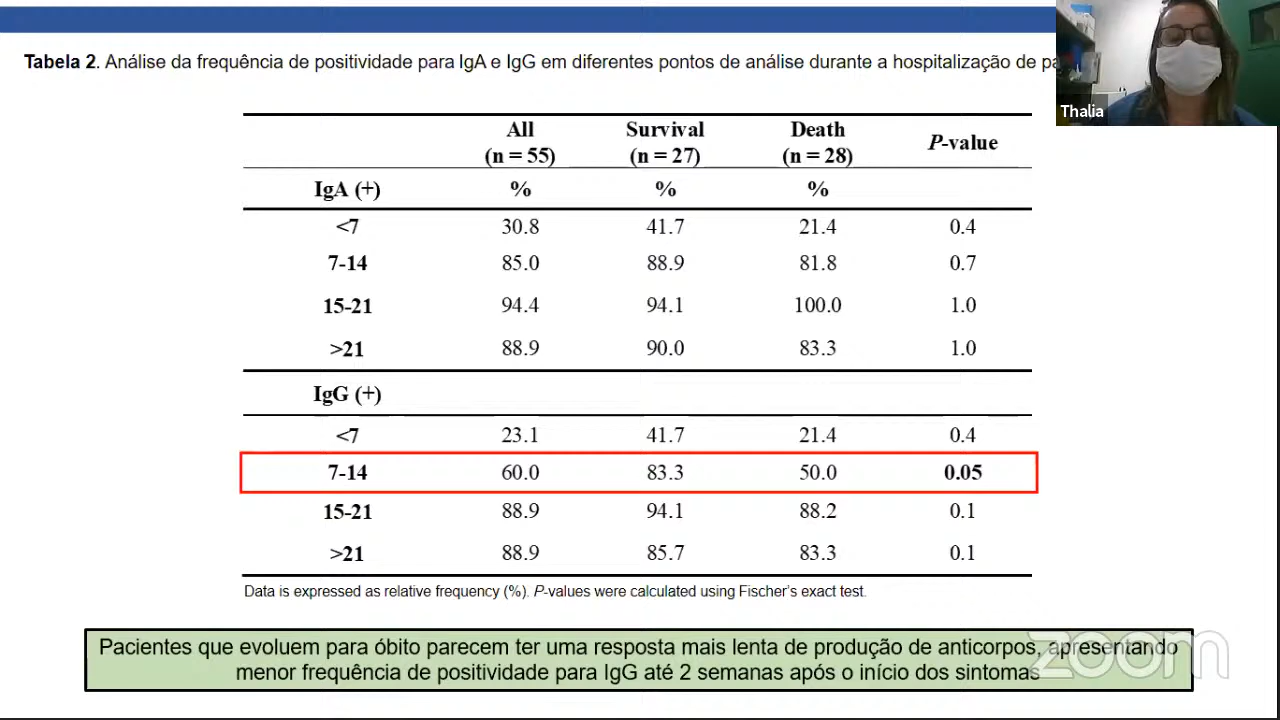 Tabela 2. Análise da frequência de positividade para IgA e IgG em diferentes pontos de análise durante a hospitalização de
Thalia
All Survival Death P-value
(n = 55) (n = 27) (n = 28)
IgA (+) % % %
<7 30.8 41.7 21.4 0.4
7-14 85.0 88.9 81.8 0.7
15-21 94.4 94.1 100.0 1.0
>21 88.9 90.0 83.3 1.0
IgG (+)
<7 23.1 41.7 21.4 0.4
7-14 60.0 83.3 50.0 0.05
15-21 88.9 94.1 88.2 0.1
>21 88.9 85.7 83.3 0.1
Data is expressed as relative frequency (%). P-values were calculated using Fischer's exact test.
Pacientes que evoluem para óbito parecem ter uma resposta mais lenta de produção de anticorpos, apresentando
menor frequência de positividade para IgG até 2 semanas após o início dos sintomas
zoom